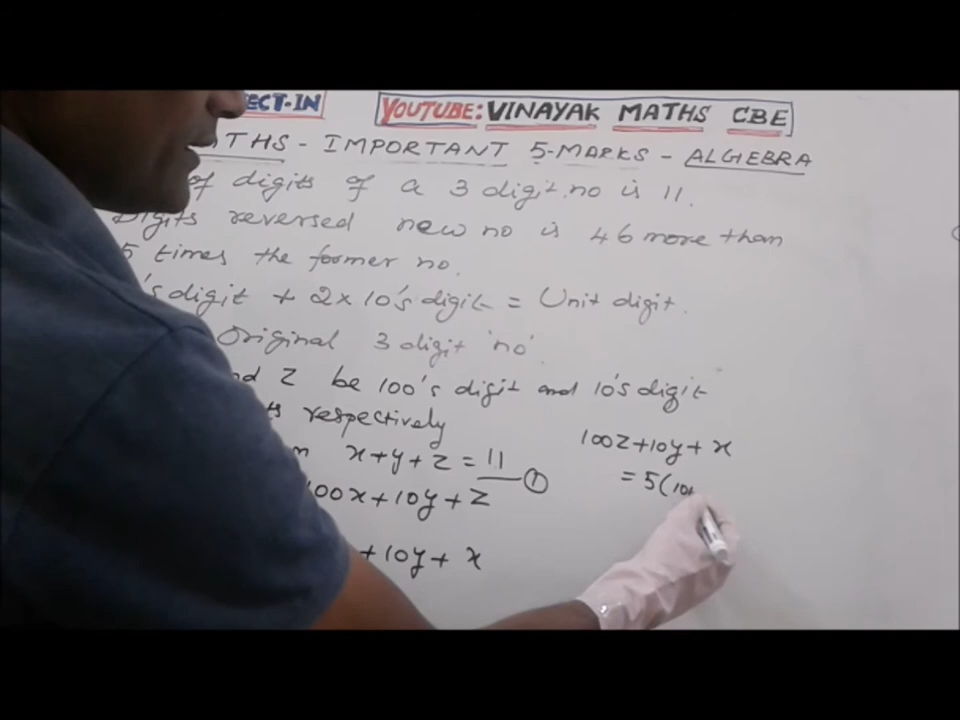 ECT-IN
YOUTUBE: VINAYAK MATHS CBE
THS - IMPORTANT 5-MARKS - ALGEBRA
of digits of a 3 digit no is 11.
Digits reversed new no is 46 more than
5 times the former no.
's digit + 2x 10's digit = Unit digit.
Original 3 digit 'no'.
nd Z be 100's digit and 10's digit
respectively
x+y+z = 11 ①
100x+10y+z
+10y+x
100z+10y+x
= 5(10